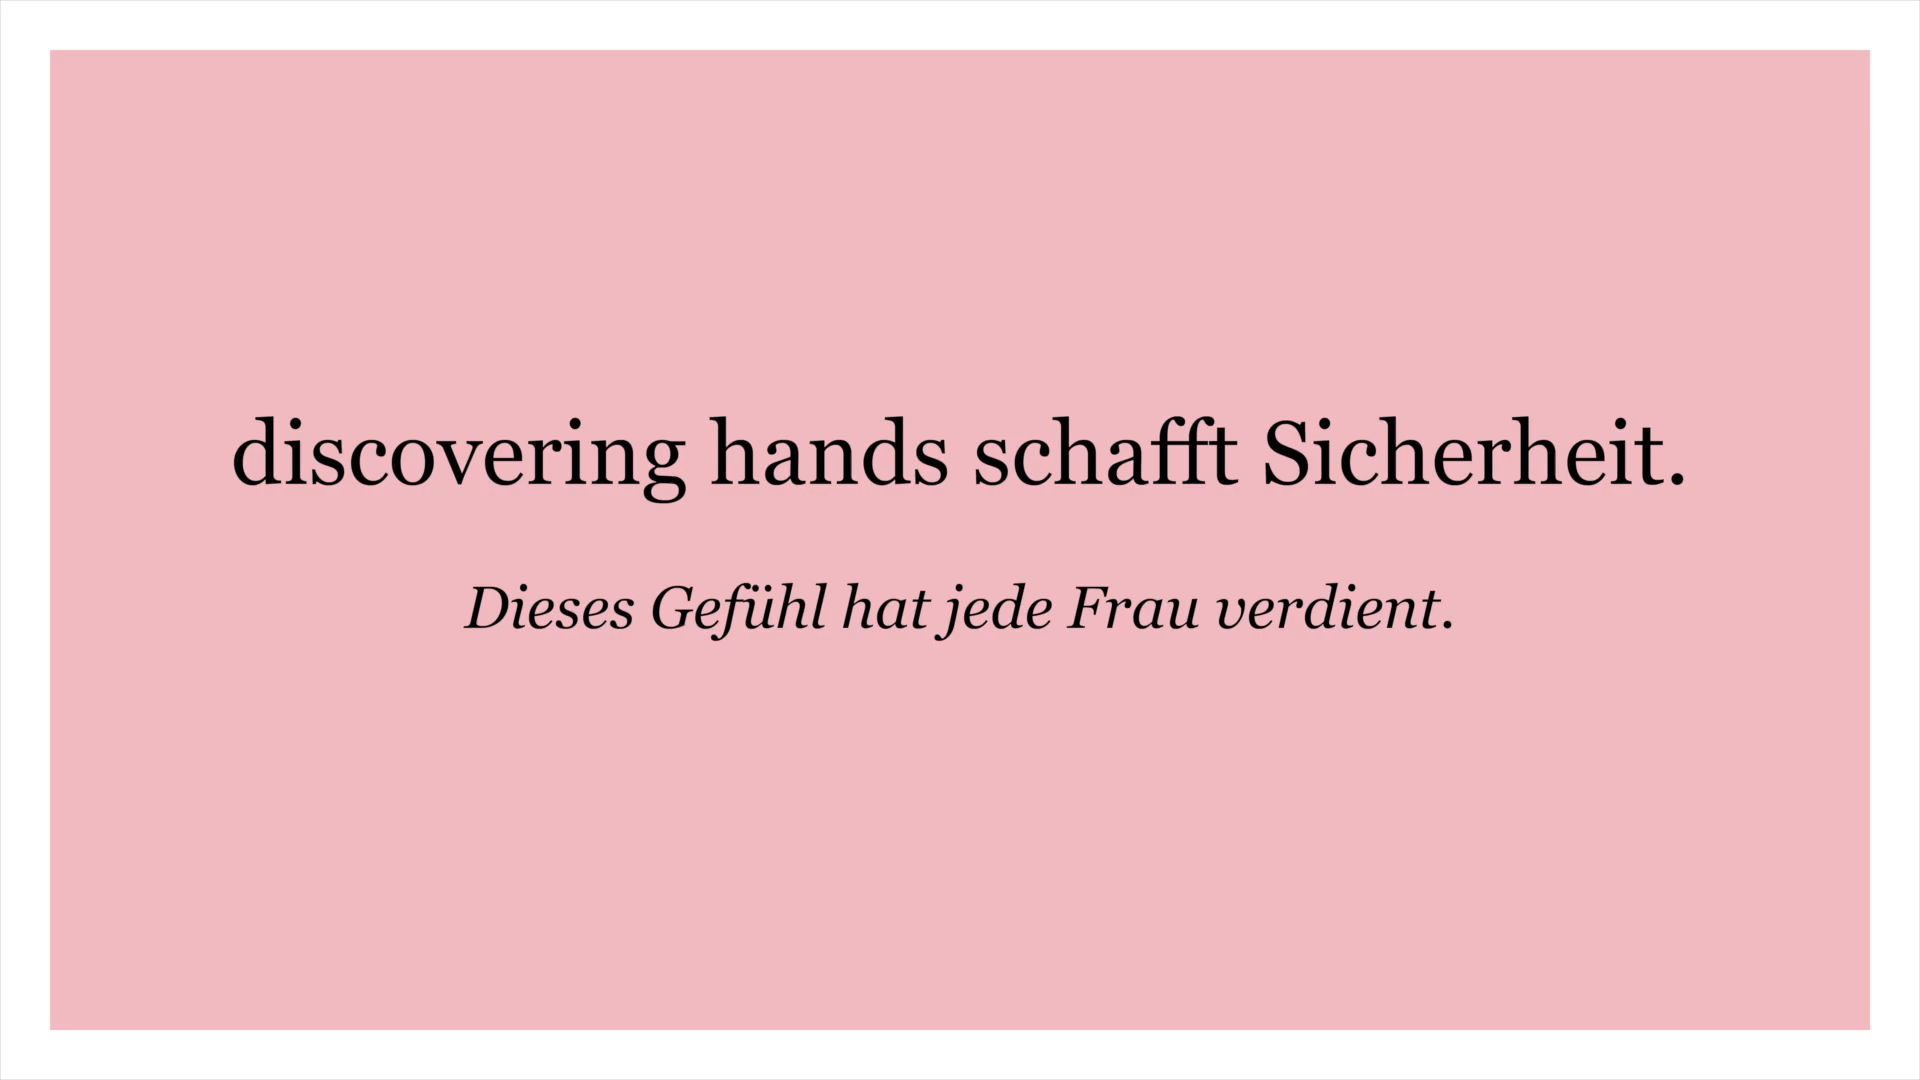 discovering hands schafft Sicherheit.
Dieses Gefühl hat jede Frau verdient.